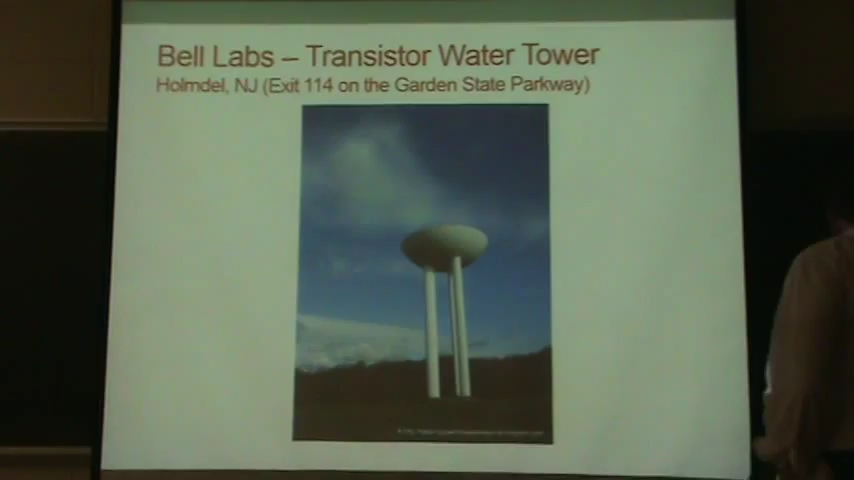 Bell Labs – Transistor Water Tower
Holmdel, NJ (Exit 114 on the Garden State Parkway)